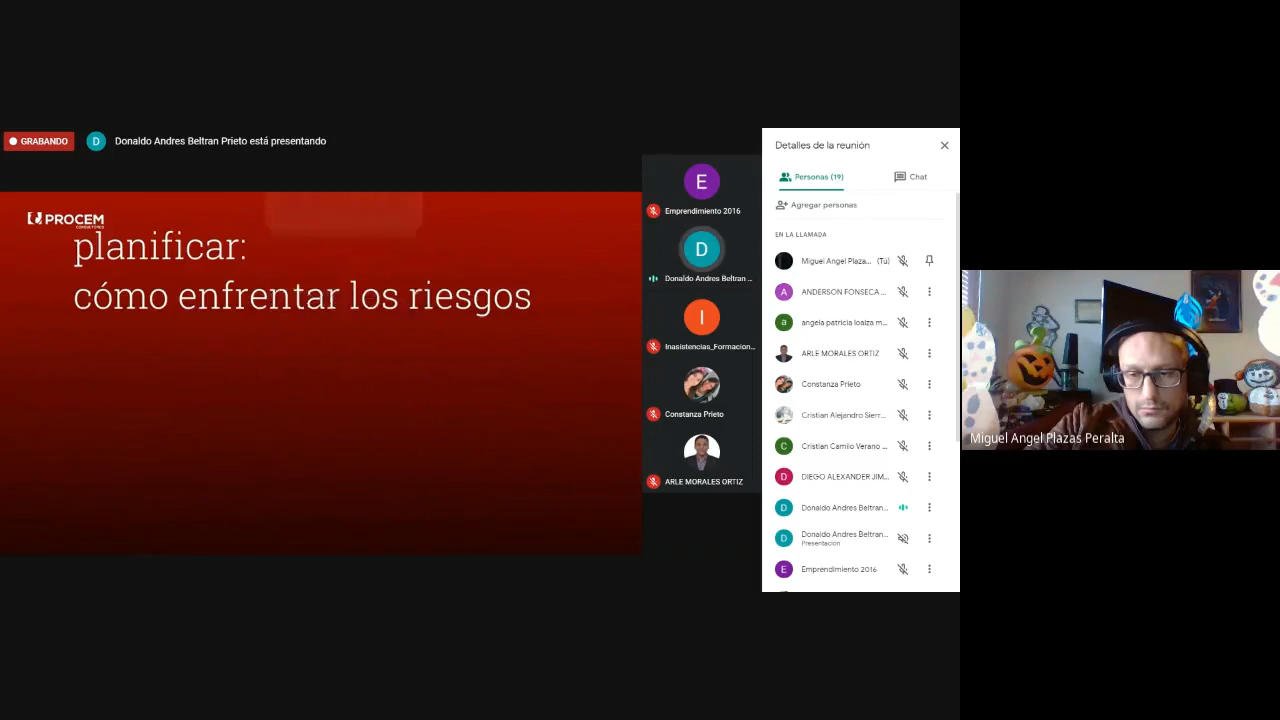 GRABANDO
D
Donaldo Andres Beltran Prieto está presentando
PROCEM
CONSULTORES
planificar:
cómo enfrentar los riesgos
E
Emprendimiento 2016
D
Donaldo Andres Beltran ...
I
Inasistencias_Formacion...
Constanza Prieto
ARLE MORALES ORTIZ
Detalles de la reunión
Personas (19)
Chat
Agregar personas
EN LA LLAMADA
Miguel Angel Plaza... (Tú)
A
ANDERSON FONSECA ...
a
angela patricia loaiza m...
ARLE MORALES ORTIZ
Constanza Prieto
Cristian Alejandro Sierr...
C
Cristian Camilo Verano ...
D
DIEGO ALEXANDER JIM...
D
Donaldo Andres Beltran...
D
Donaldo Andres Beltran...
Presentación
E
Emprendimiento 2016
Miguel Angel Plazas Peralta